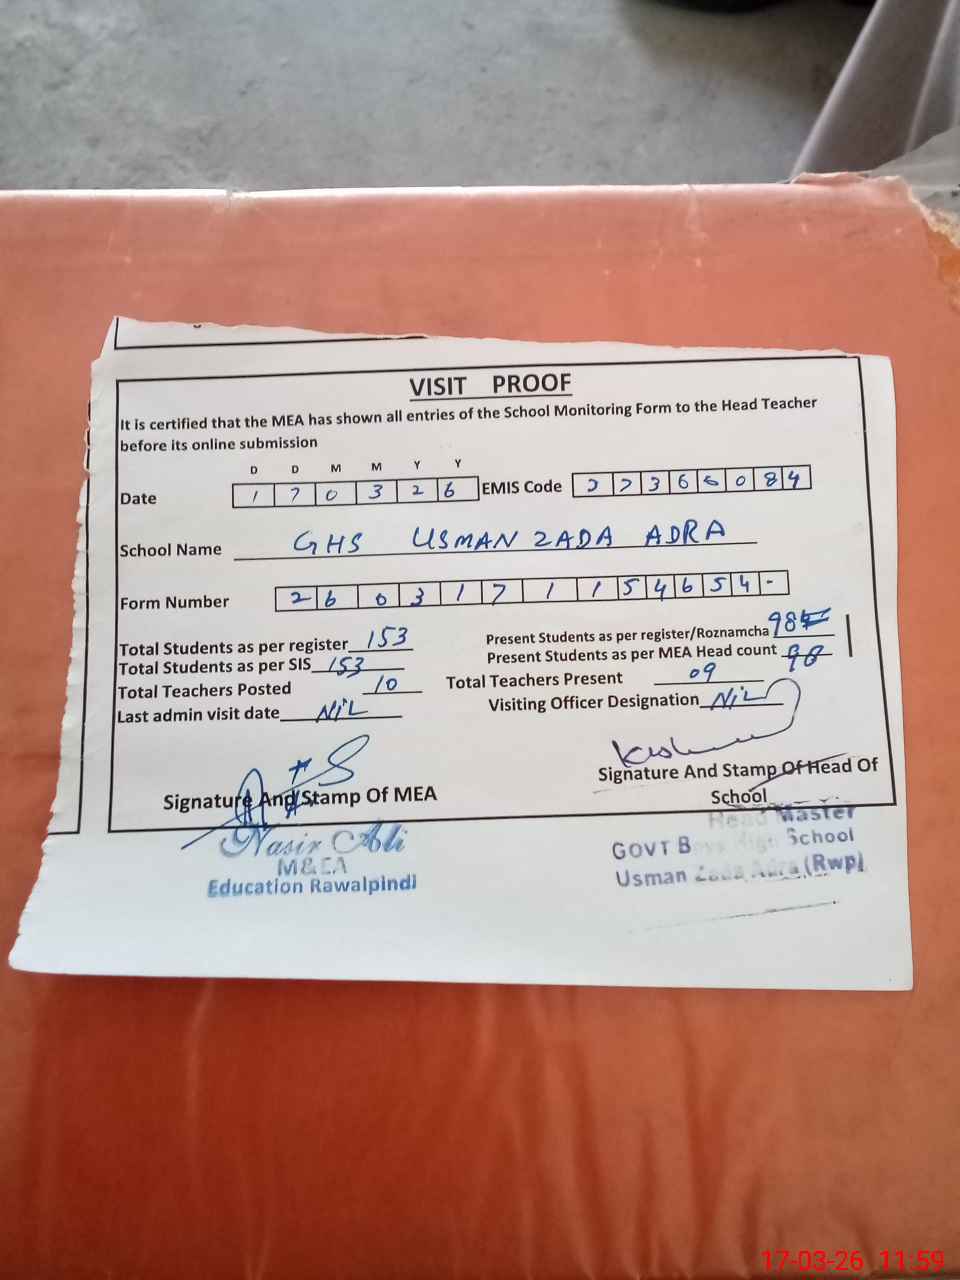 VISIT PROOF
It is certified that the MEA has shown all entries of the School Monitoring Form to the Head Teacher
before its online submission
D D M M Y Y
Date 1 7 0 3 2 6 EMIS Code 3 6 0 8 4
School Name GHS USMAN ZADA ADRA
Form Number 2 6 0 3 1 7 1 1 5 4 6 5 4 -
Total Students as per register 153 Present Students as per register/Roznamcha 98
Total Students as per SIS 153 Present Students as per MEA Head count 98
Total Teachers Posted 10 Total Teachers Present 09
Last admin visit date NiL Visiting Officer Designation NiL
Signature And Stamp Of MEA Signature And Stamp Of Head Of
School
Nasir Ali
M&EA
Education Rawalpindi
Head Master
GOVT Boys High School
Usman Zada Adra (Rwp)
17-03-26 11:59